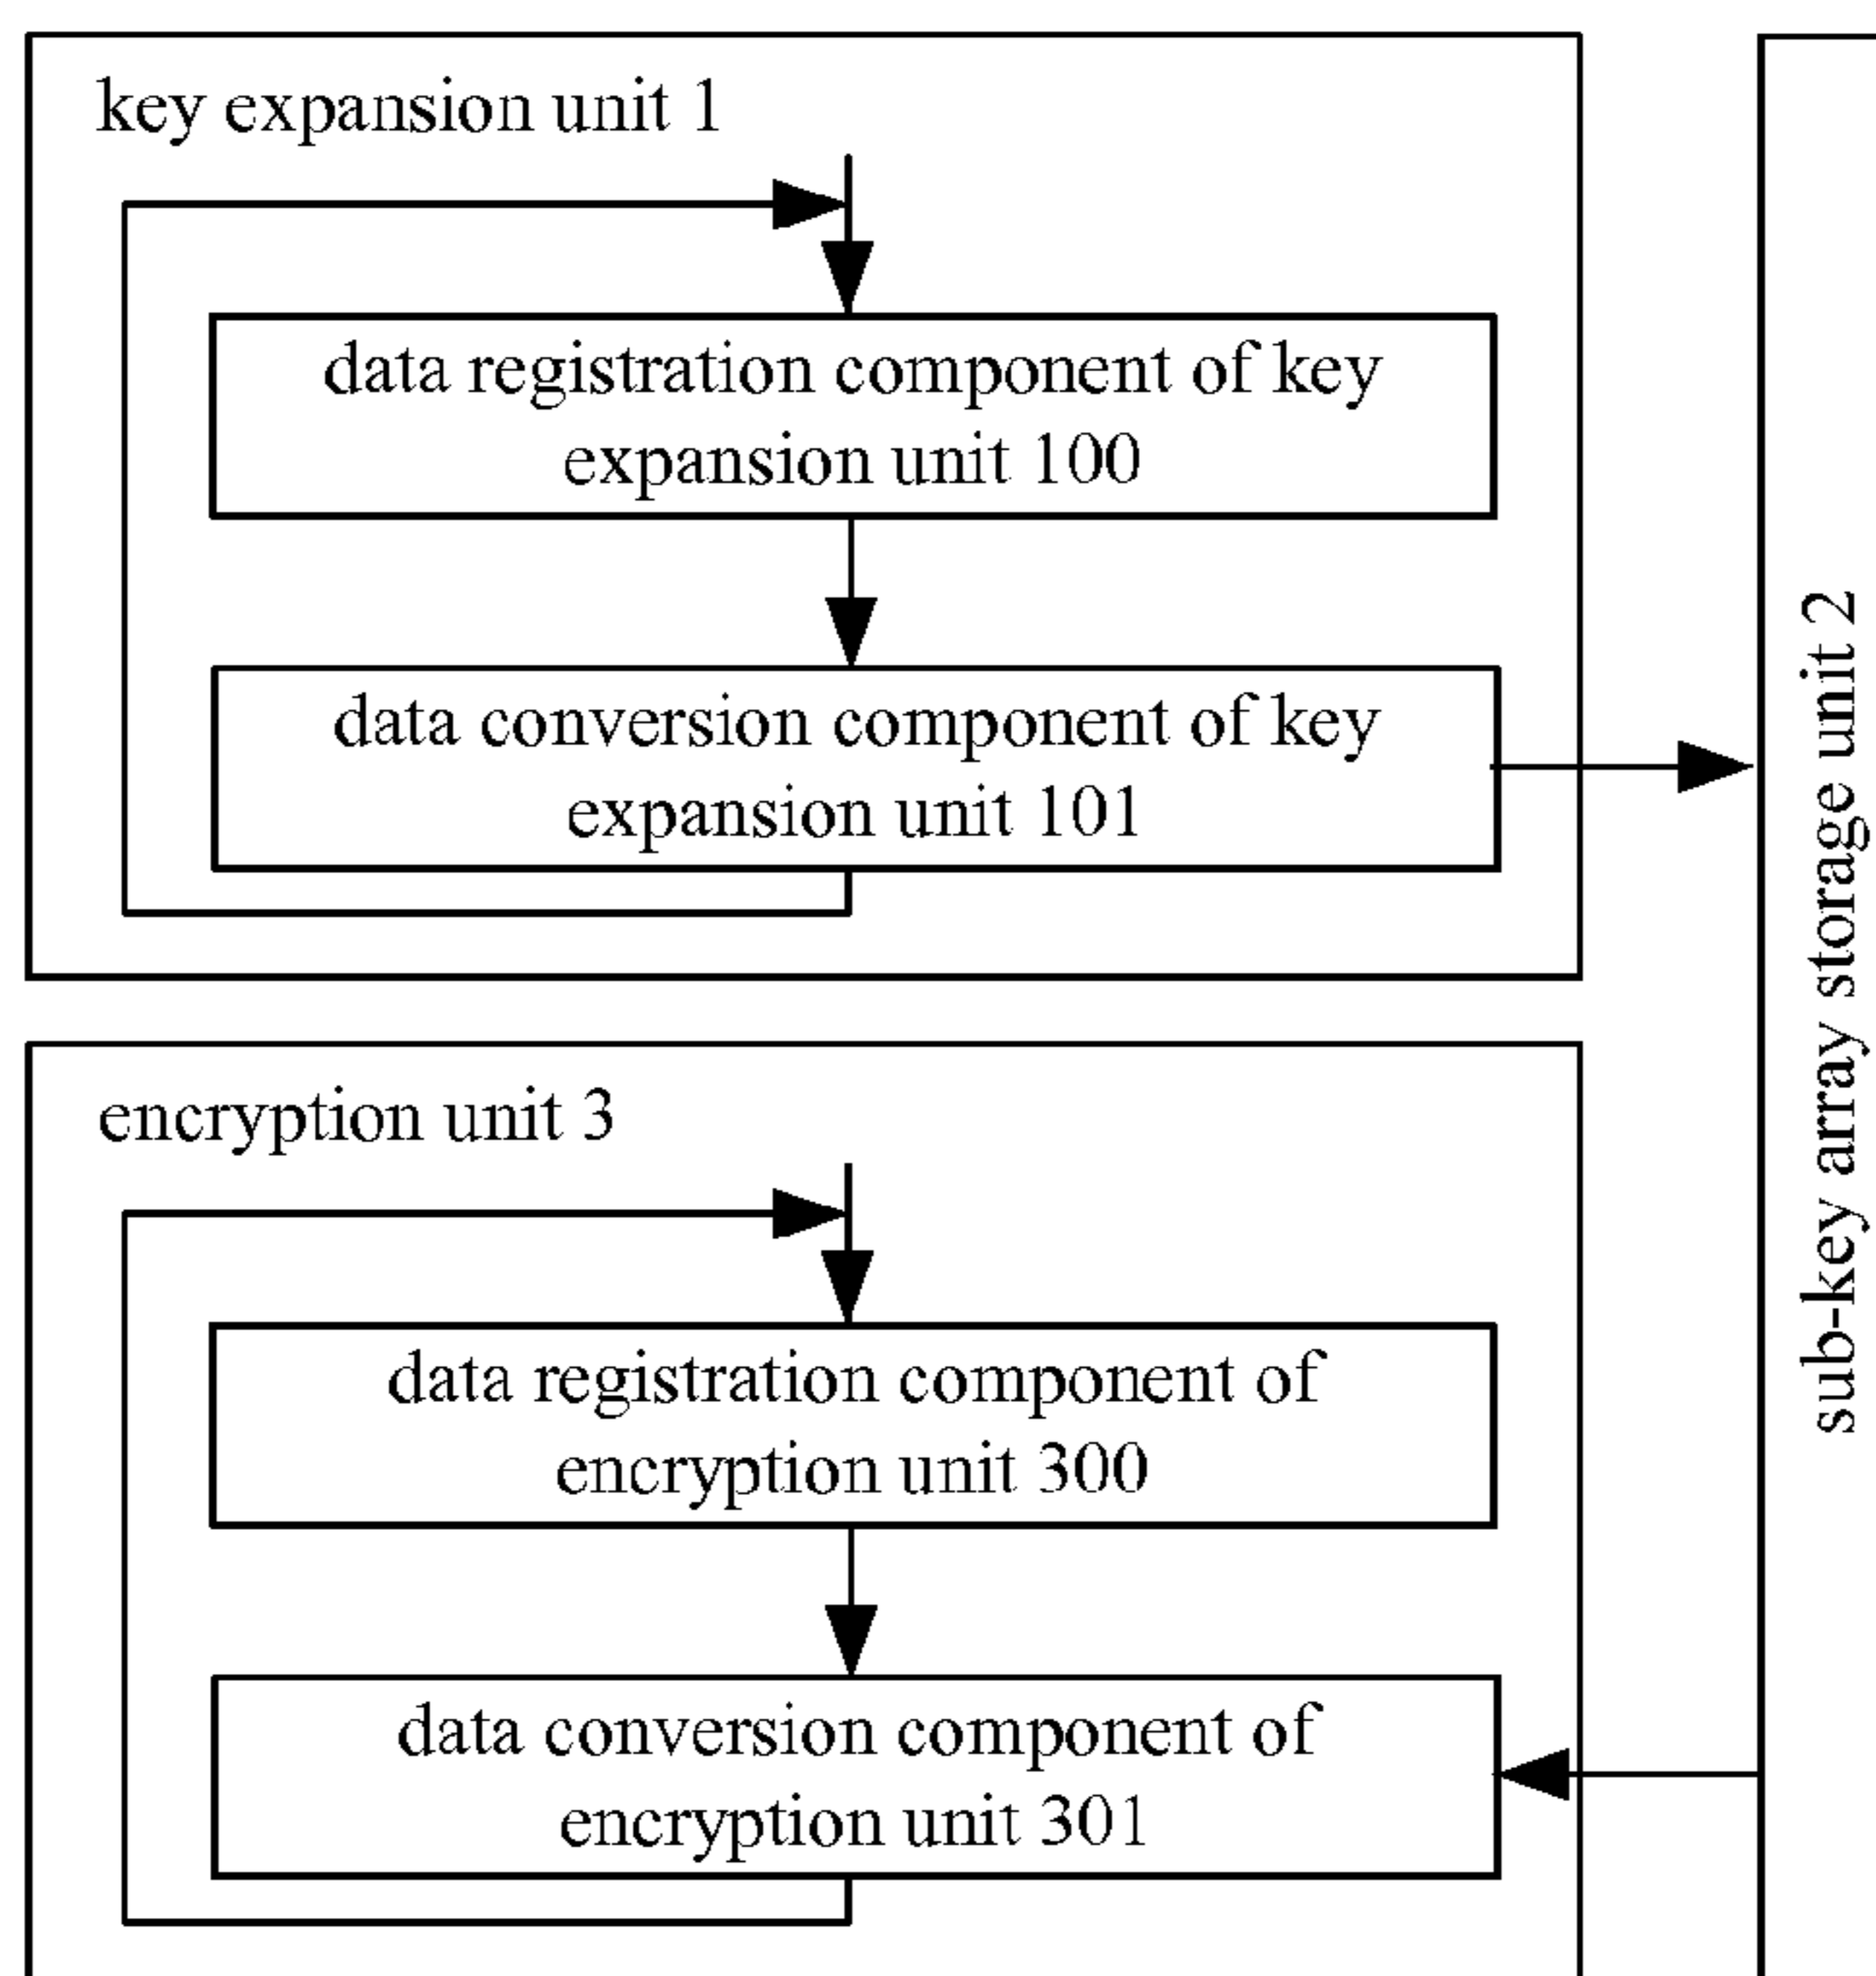 key expansion unit 1
data registration component of key
expansion unit 100
data conversion component of key
expansion unit 101
sub-key array storage unit 2
encryption unit 3
data registration component of
encryption unit 300
data conversion component of
encryption unit 301